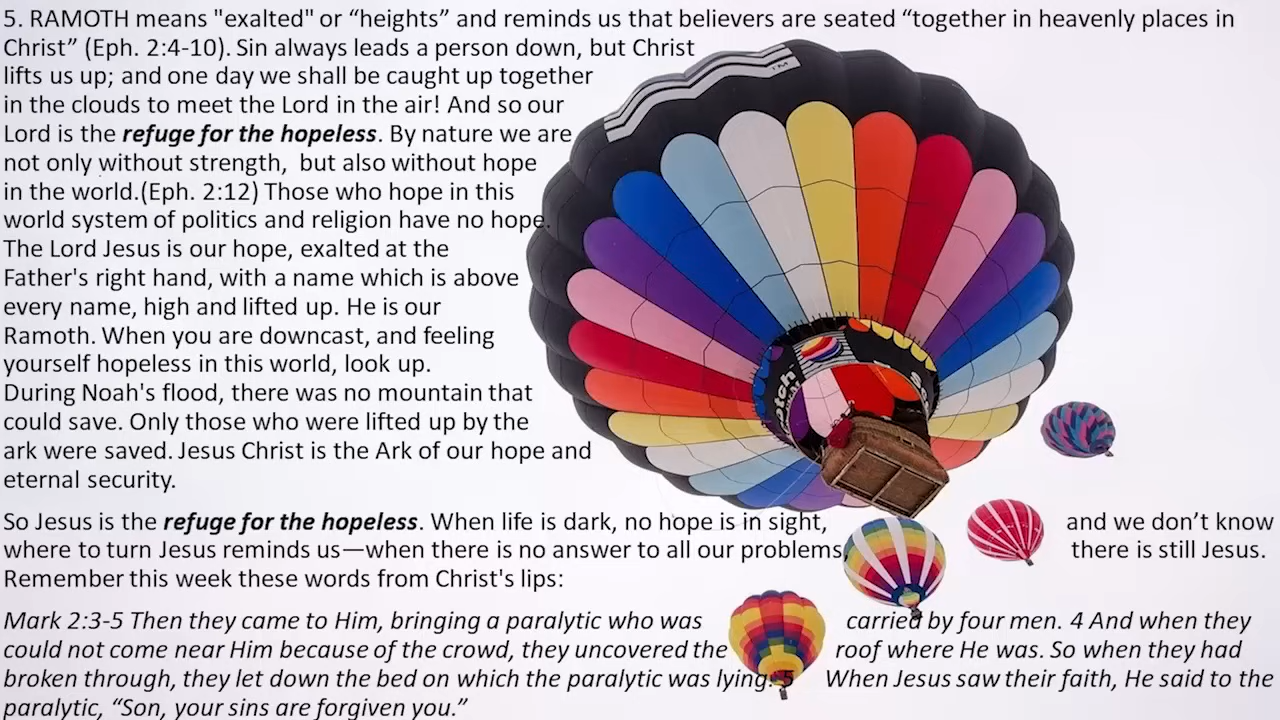 5. RAMOTH means "exalted" or “heights” and reminds us that believers are seated “together in heavenly places in
Christ” (Eph. 2:4-10). Sin always leads a person down, but Christ
lifts us up; and one day we shall be caught up together
in the clouds to meet the Lord in the air! And so our
Lord is the refuge for the hopeless. By nature we are
not only without strength,  but also without hope
in the world.(Eph. 2:12) Those who hope in this
world system of politics and religion have no hope.
The Lord Jesus is our hope, exalted at the
Father's right hand, with a name which is above
every name, high and lifted up. He is our
Ramoth. When you are downcast, and feeling
yourself hopeless in this world, look up.
During Noah's flood, there was no mountain that
could save. Only those who were lifted up by the
ark were saved. Jesus Christ is the Ark of our hope and
eternal security.
So Jesus is the refuge for the hopeless. When life is dark, no hope is in sight, and we don’t know
where to turn Jesus reminds us—when there is no answer to all our problems, there is still Jesus.
Remember this week these words from Christ's lips:
Mark 2:3-5 Then they came to Him, bringing a paralytic who was carried by four men. 4 And when they
could not come near Him because of the crowd, they uncovered the roof where He was. So when they had
broken through, they let down the bed on which the paralytic was lying. 5 When Jesus saw their faith, He said to the
paralytic, “Son, your sins are forgiven you.”
TM